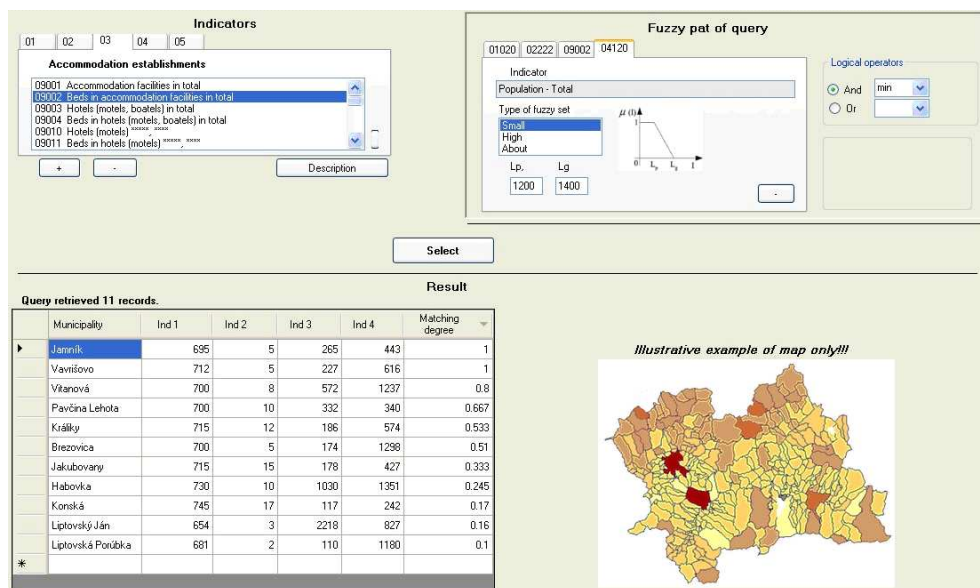 Indicators
01 02 03 04 05
Accommodation establishments
09001 Accommodation facilities in total
09002 Beds in accommodation facilities in total
09003 Hotels (motels, boatels) in total
09004 Beds in hotels (motels, boatels) in total
09010 Hotels (motels) *****, ****
09011 Beds in hotels (motels) *****, ****
+ - Description
Fuzzy pat of query
01020 02222 09002 04120
Indicator
Population - Total
Type of fuzzy set
Small
High
About
Lp, Lg
1200 1400
μ (I)
1
0 Lp Lg I
-
Logical operators
And min
Or
Select
Result
Query retrieved 11 records.
Municipality Ind 1 Ind 2 Ind 3 Ind 4 Matching degree
Jamník 695 5 265 443 1
Vavrišovo 712 5 227 616 1
Vitanová 700 8 572 1237 0.8
Pavčina Lehota 700 10 332 340 0.667
Králiky 715 12 186 574 0.533
Brezovica 700 5 174 1298 0.51
Jakubovany 715 15 178 427 0.333
Habovka 730 10 1030 1351 0.245
Konská 745 17 117 242 0.17
Liptovský Ján 654 3 2218 827 0.16
Liptovská Porúbka 681 2 110 1180 0.1
*
Illustrative example of map only!!!